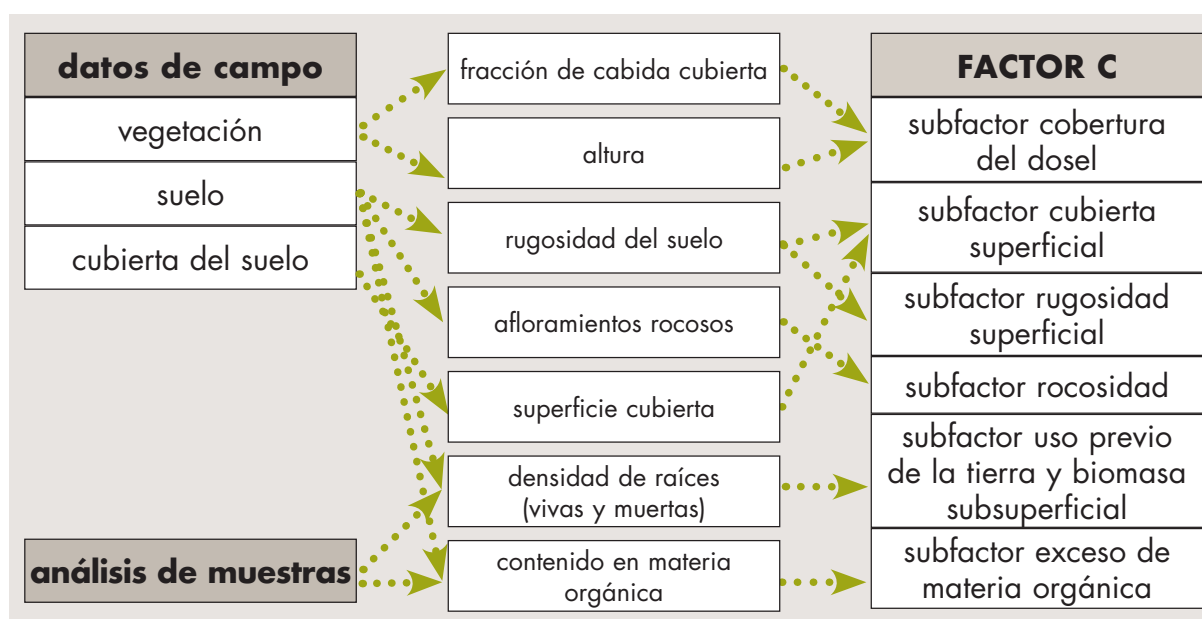 datos de campo
vegetación
suelo
cubierta del suelo
análisis de muestras
fracción de cabida cubierta
altura
rugosidad del suelo
afloramientos rocosos
superficie cubierta
densidad de raíces
(vivas y muertas)
contenido en materia
orgánica
FACTOR C
subfactor cobertura
del dosel
subfactor cubierta
superficial
subfactor rugosidad
superficial
subfactor rocosidad
subfactor uso previo
de la tierra y biomasa
subsuperficial
subfactor exceso de
materia orgánica